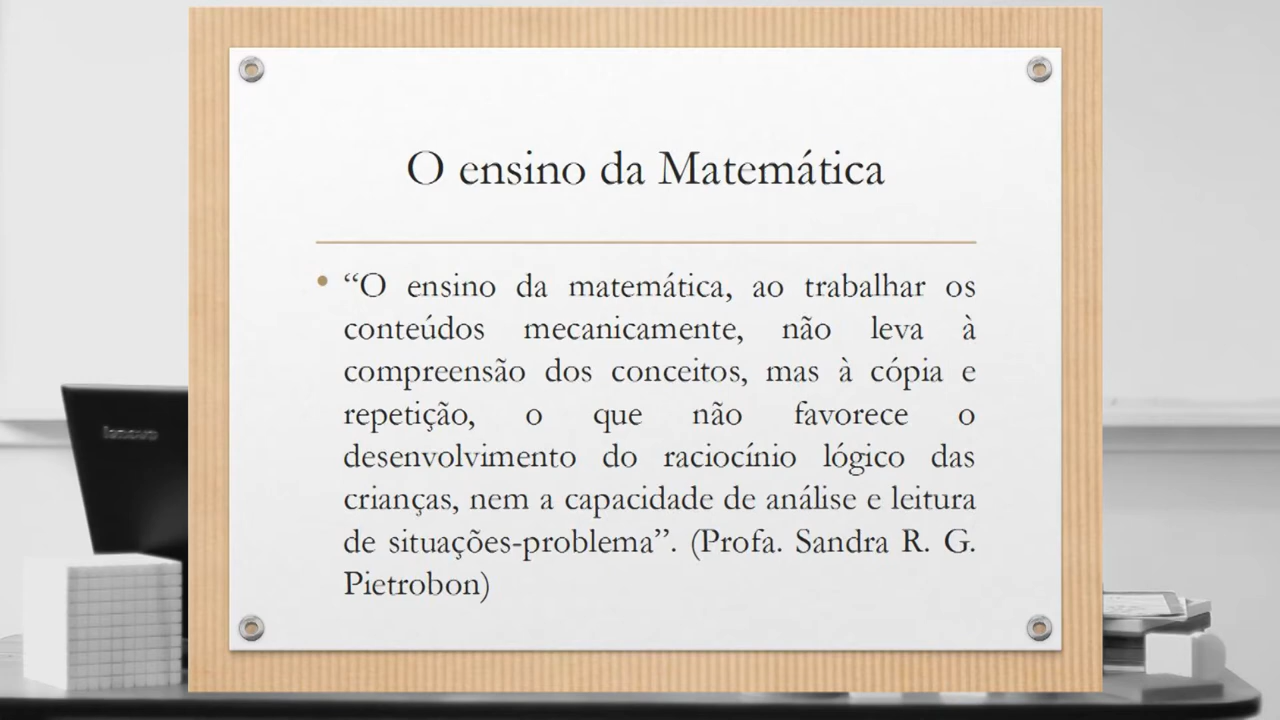 O ensino da Matemática
• “O ensino da matemática, ao trabalhar os
conteúdos mecanicamente, não leva à
compreensão dos conceitos, mas à cópia e
repetição, o que não favorece o
desenvolvimento do raciocínio lógico das
crianças, nem a capacidade de análise e leitura
de situações-problema”. (Profa. Sandra R. G.
Pietrobon)
lenovo